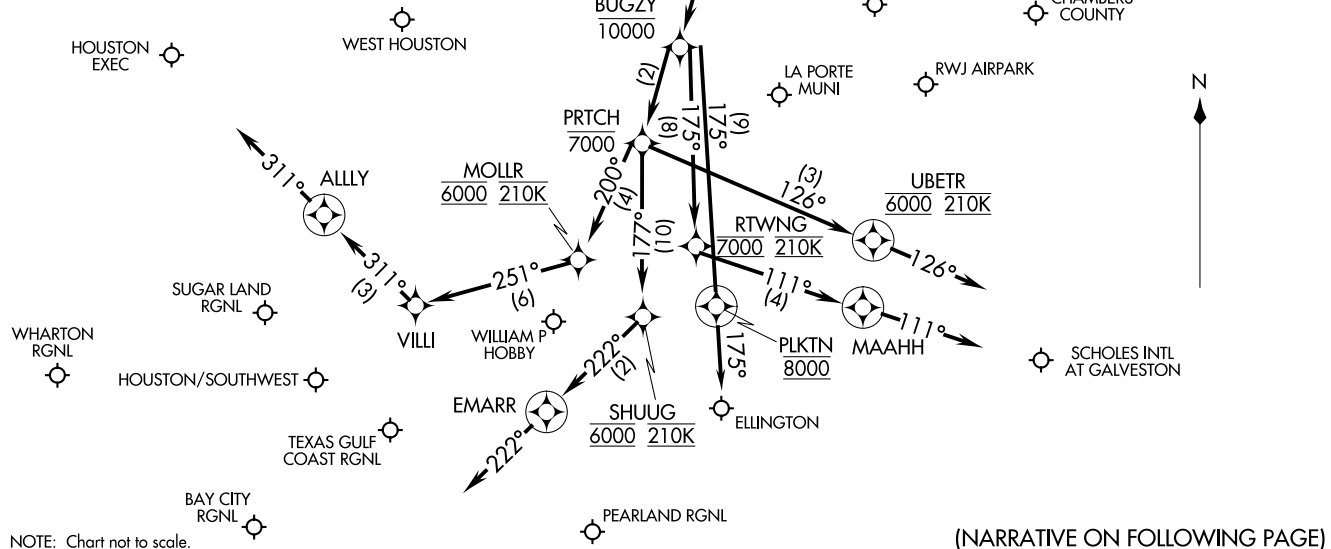 BUGZY
10000
CHAMBERS
COUNTY
HOUSTON
EXEC
WEST HOUSTON
LA PORTE
MUNI
RWJ AIRPARK
N
(2)
175°
(8)
175°
(9)
PRTCH
7000
MOLLR
6000 210K
200°
(4)
177°
(10)
(3)
126°
UBETR
6000 210K
126°
RTWNG
7000 210K
111°
(4)
MAAHH
111°
311°
ALLLY
311°
(3)
251°
(6)
VILLI
SUGAR LAND
RGNL
WILLIAM P
HOBBY
WHARTON
RGNL
HOUSTON/SOUTHWEST
222°
(2)
PLKTN
8000
175°
SCHOLES INTL
AT GALVESTON
EMARR
SHUUG
6000 210K
ELLINGTON
222°
TEXAS GULF
COAST RGNL
BAY CITY
RGNL
PEARLAND RGNL
NOTE: Chart not to scale.
(NARRATIVE ON FOLLOWING PAGE)